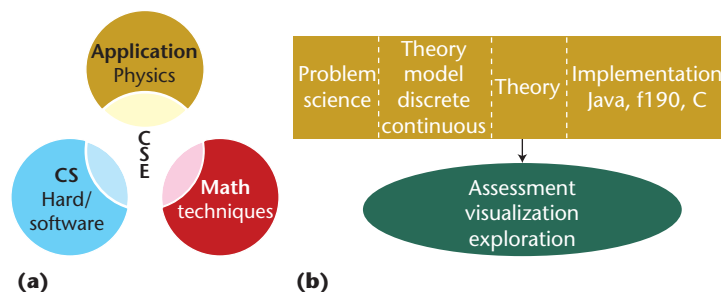 Application
Physics
C
S
E
CS
Hard/
software
Math
techniques
(a)
Problem
science
Theory
model
discrete
continuous
Theory
Implementation
Java, f190, C
Assessment
visualization
exploration
(b)